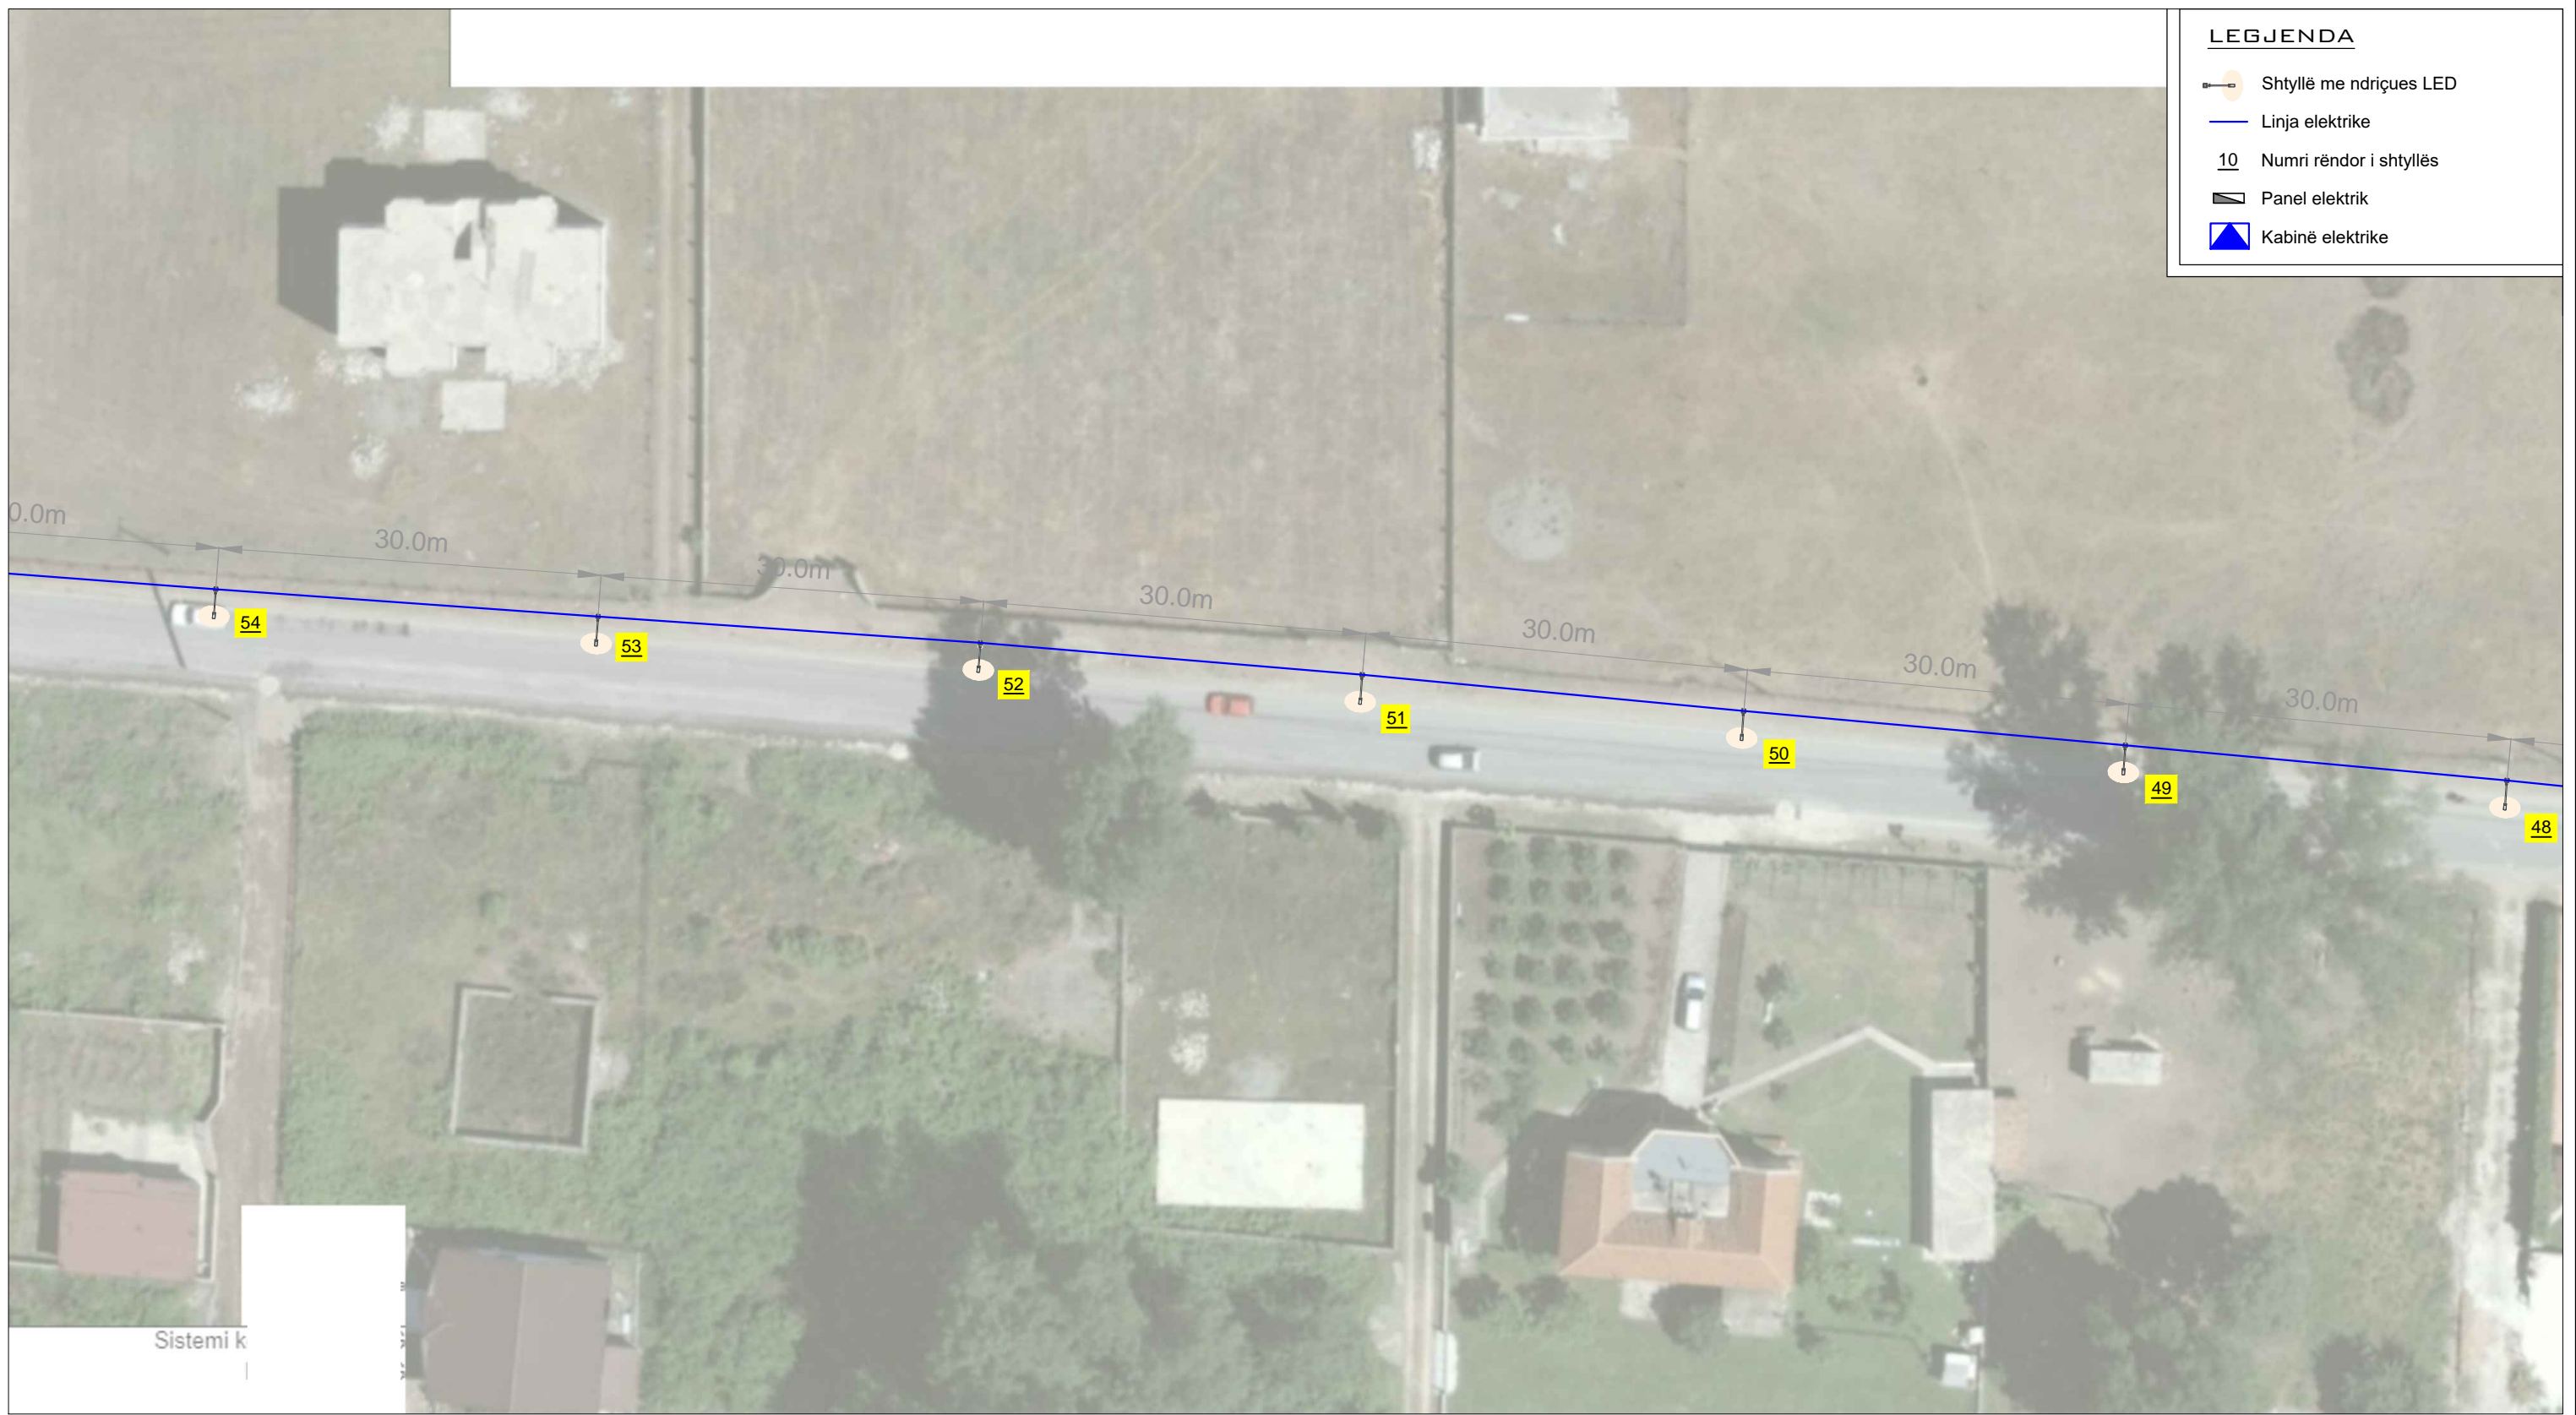 LEGJENDA
Shtyllë me ndriçues LED
Linja elektrike
10 Numri rëndor i shtyllës
Panel elektrik
Kabinë elektrike
0.0m
30.0m
30.0m
30.0m
30.0m
30.0m
30.0m
54
53
52
51
50
49
48
Sistemi